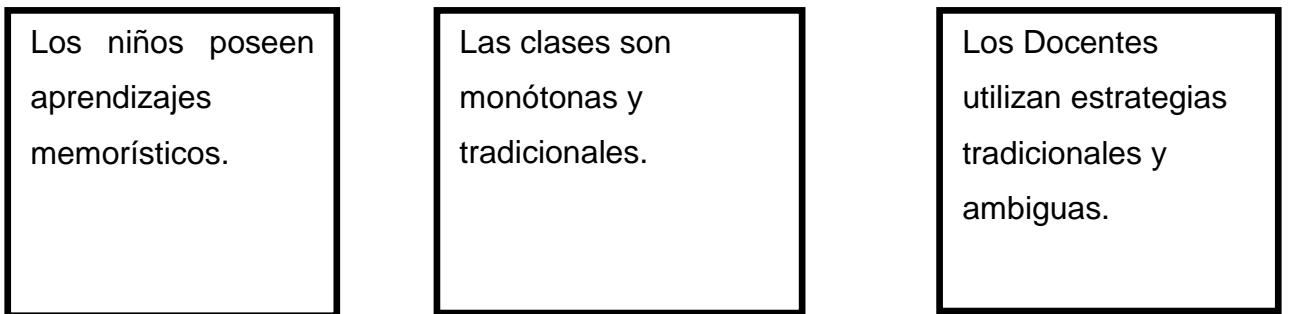 Los niños poseen
aprendizajes
memorísticos.
Las clases son
monótonas y
tradicionales.
Los Docentes
utilizan estrategias
tradicionales y
ambiguas.